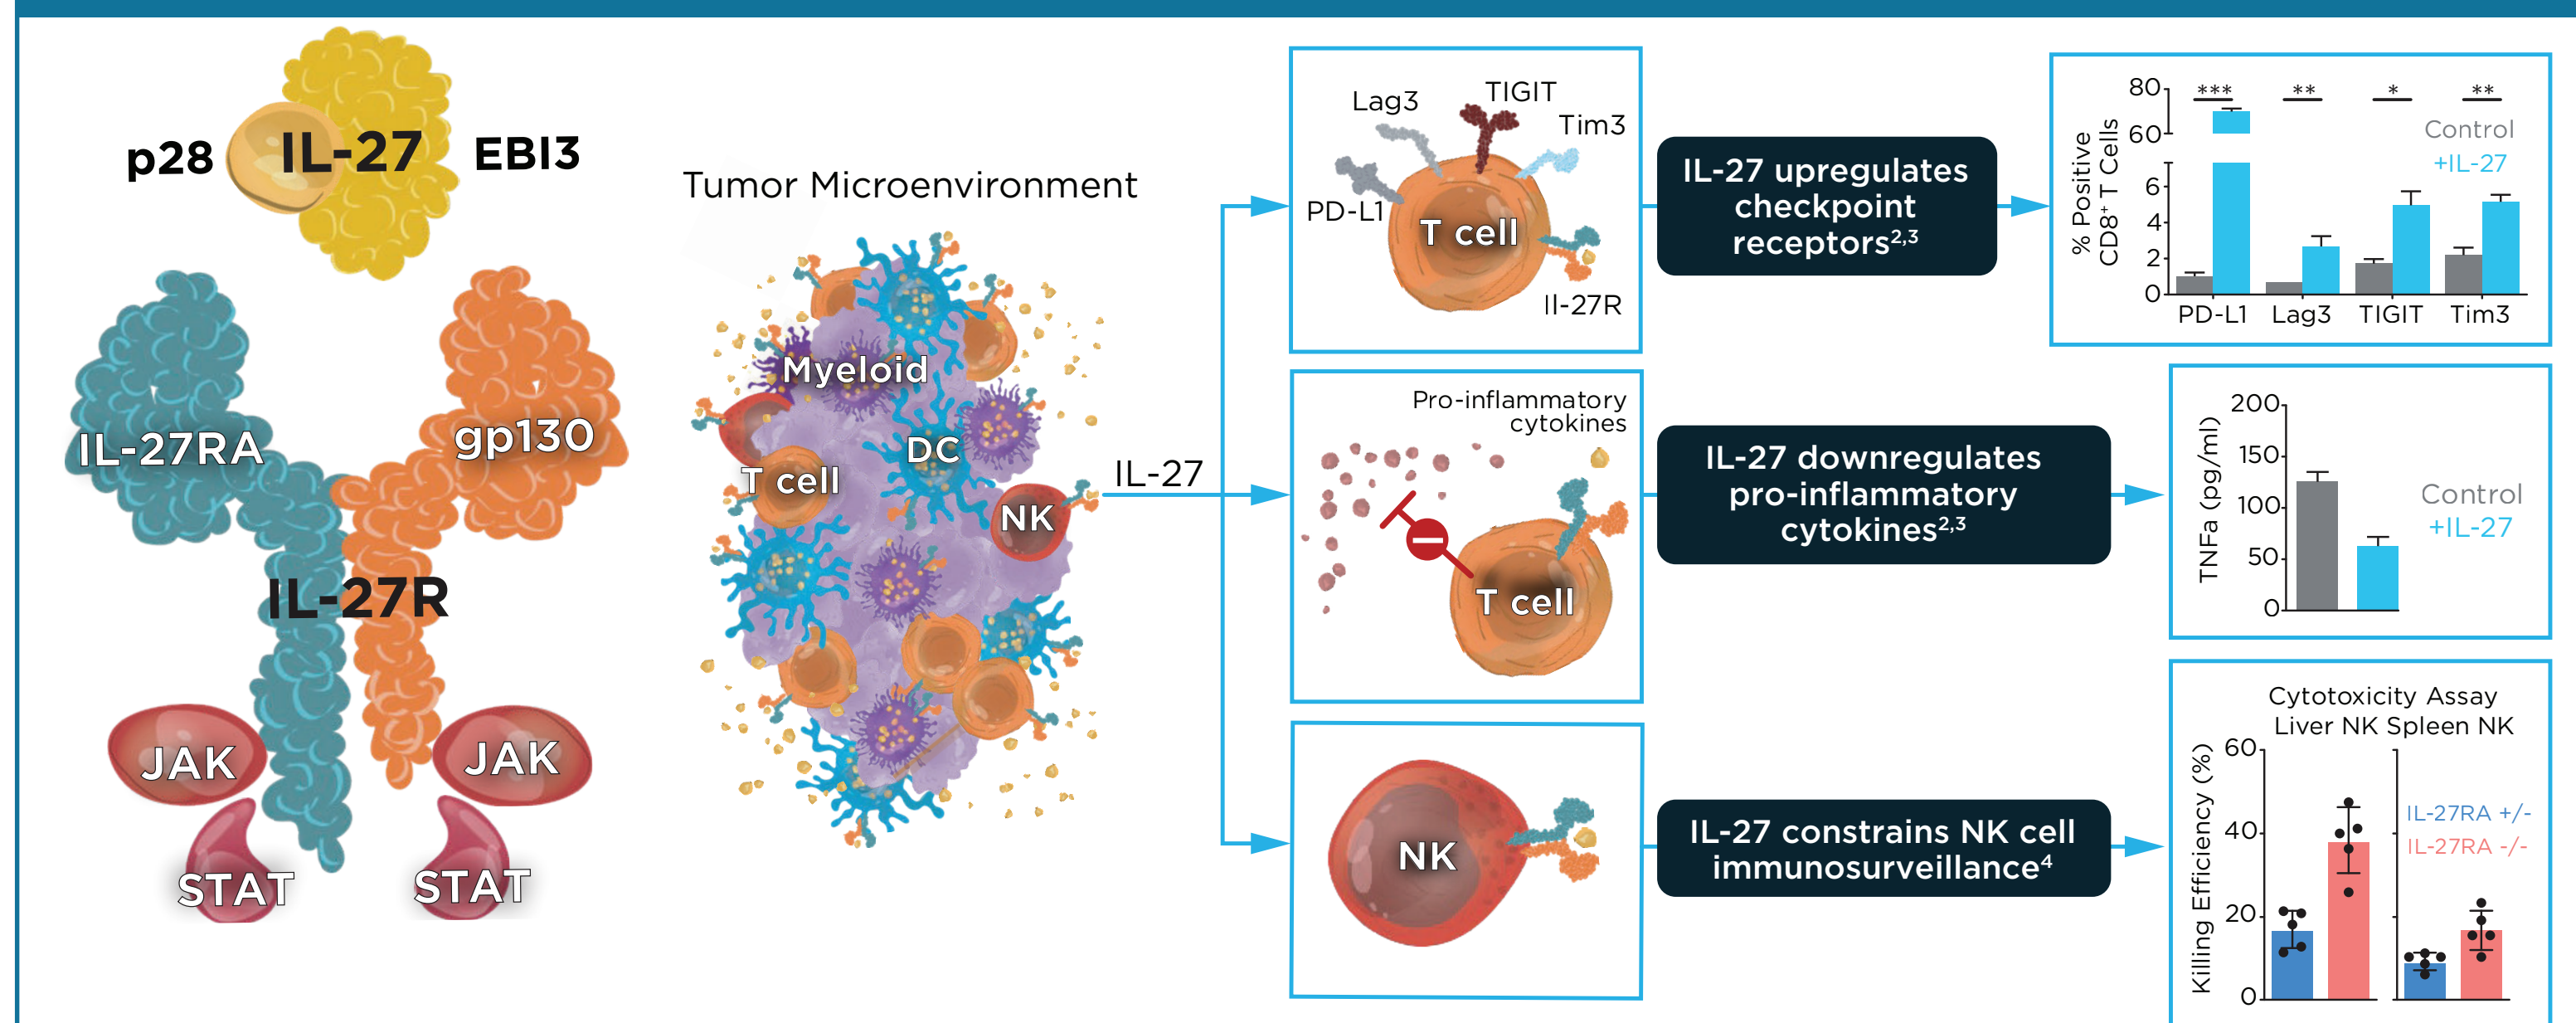 p28
IL-27
EBI3
IL-27RA
gp130
IL-27R
JAK
JAK
STAT
STAT
Tumor Microenvironment
Myeloid
DC
T cell
NK
IL-27
Lag3
TIGIT
Tim3
PD-L1
T cell
Il-27R
IL-27 upregulates
checkpoint
receptors2,3
% Positive
CD8+ T Cells
80
60
6
4
2
0
***
**
*
**
Control
+IL-27
PD-L1
Lag3
TIGIT
Tim3
Pro-inflammatory
cytokines
T cell
IL-27 downregulates
pro-inflammatory
cytokines2,3
TNFa (pg/ml)
200
150
100
50
0
Control
+IL-27
NK
IL-27 constrains NK cell
immunosurveillance4
Cytotoxicity Assay
Liver NK Spleen NK
Killing Efficiency (%)
60
40
20
0
IL-27RA +/-
IL-27RA -/-